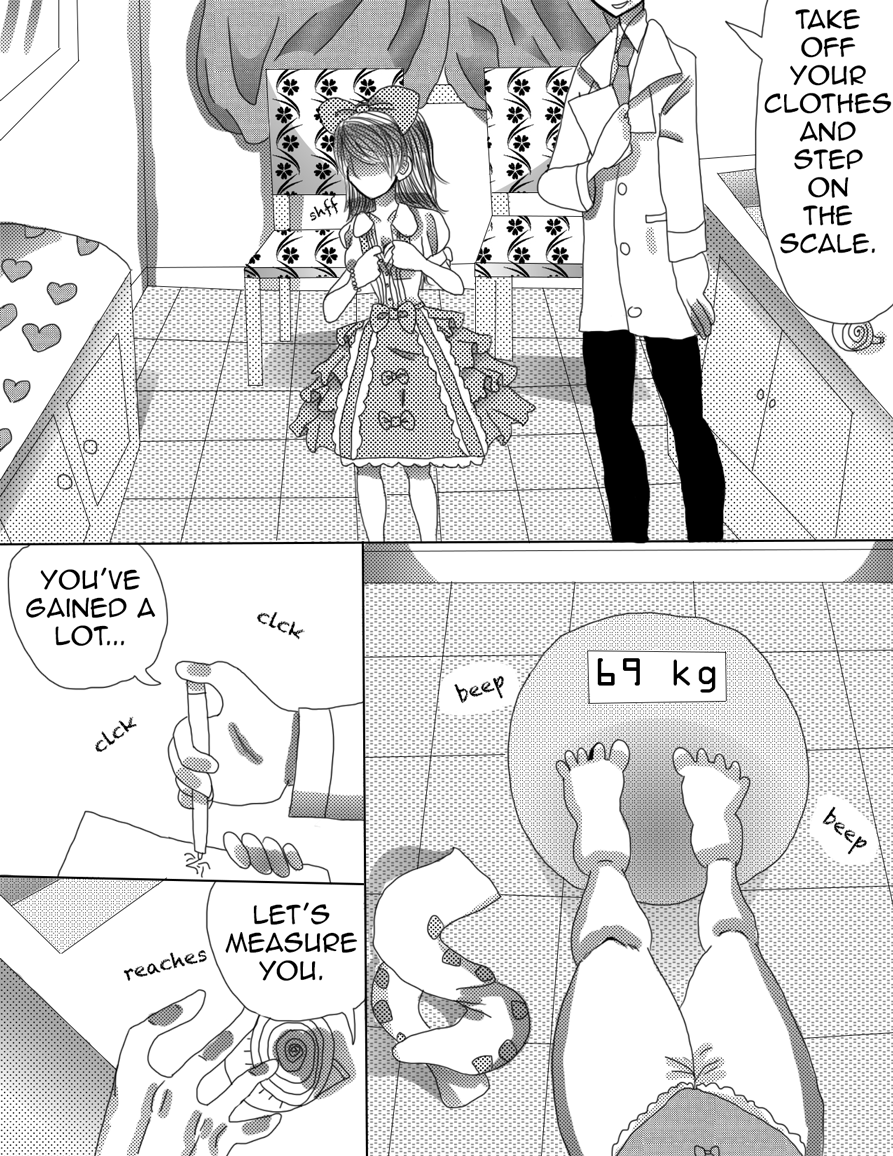 TAKE
OFF
YOUR
CLOTHES
AND
STEP
ON
THE
SCALE.
shff
YOU'VE
GAINED A
LOT...
clck
clck
69 kg
beep
beep
LET'S
MEASURE
YOU.
reaches